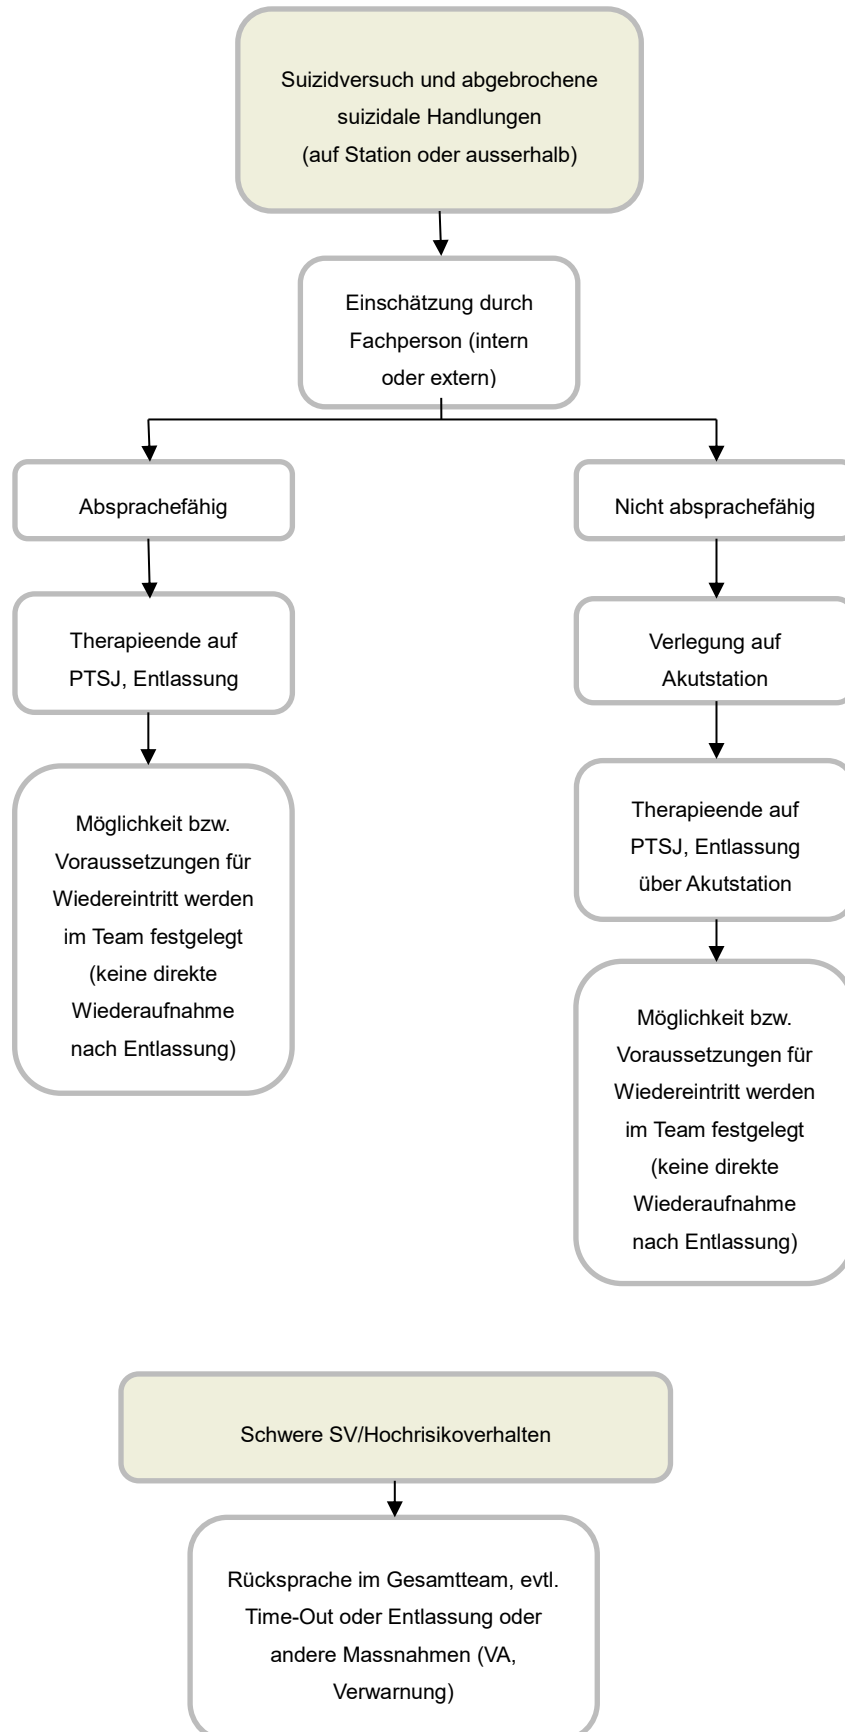 Suizidversuch und abgebrochene
suizidale Handlungen
(auf Station oder ausserhalb)
Einschätzung durch
Fachperson (intern
oder extern)
Absprachefähig
Nicht absprachefähig
Therapieende auf
PTSJ, Entlassung
Verlegung auf
Akutstation
Möglichkeit bzw.
Voraussetzungen für
Wiedereintritt werden
im Team festgelegt
(keine direkte
Wiederaufnahme
nach Entlassung)
Therapieende auf
PTSJ, Entlassung
über Akutstation
Möglichkeit bzw.
Voraussetzungen für
Wiedereintritt werden
im Team festgelegt
(keine direkte
Wiederaufnahme
nach Entlassung)
Schwere SV/Hochrisikoverhalten
Rücksprache im Gesamtteam, evtl.
Time-Out oder Entlassung oder
andere Massnahmen (VA,
Verwarnung)